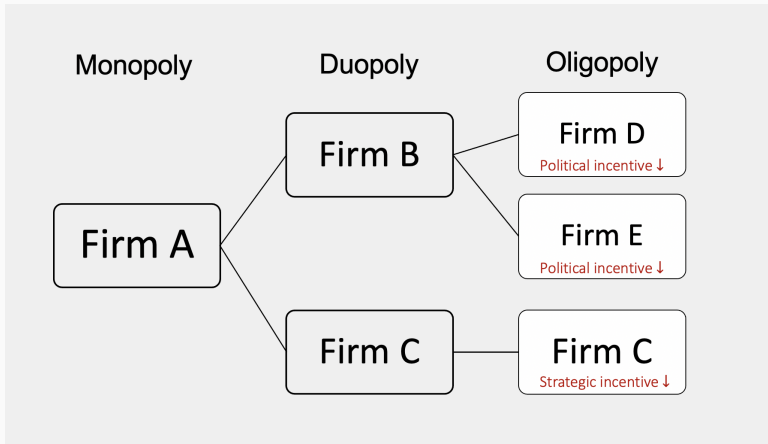 Monopoly
Duopoly
Oligopoly
Firm A
Firm B
Firm C
Firm D
Political incentive ↓
Firm E
Political incentive ↓
Firm C
Strategic incentive ↓